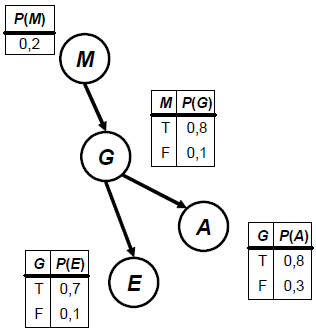 P(M)
0,2
M
M P(G)
T 0,8
F 0,1
G
A
G P(A)
T 0,8
F 0,3
G P(E)
T 0,7
F 0,1
E